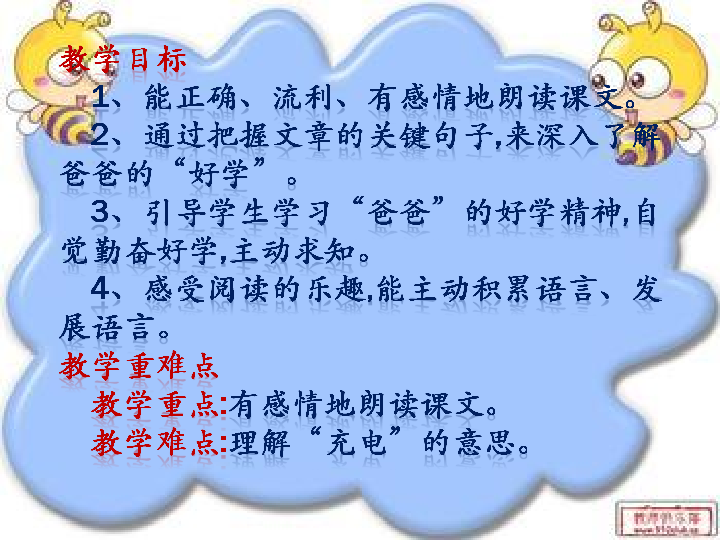 教学目标
1、能正确、流利、有感情地朗读课文。
2、通过把握文章的关键句子,来深入了解
爸爸的“好学”。
3、引导学生学习“爸爸”的好学精神,自
觉勤奋好学,主动求知。
4、感受阅读的乐趣,能主动积累语言、发
展语言。
教学重难点
教学重点:有感情地朗读课文。
教学难点:理解“充电”的意思。